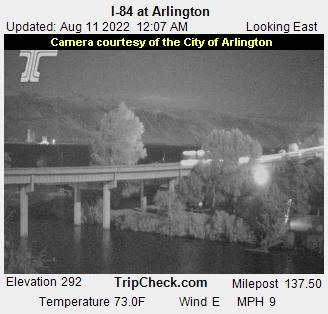 I-84 at Arlington
Updated: Aug 11 2022 12:07 AM Looking East
Camera courtesy of the City of Arlington
Elevation 292 TripCheck.com Milepost 137.50
Temperature 73.0F Wind E MPH 9